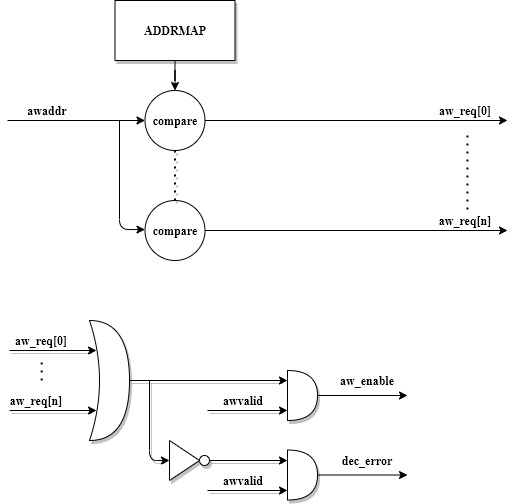 ADDRMAP
awaddr
compare
aw_req[0]
compare
aw_req[n]
aw_req[0]
aw_req[n]
awvalid
aw_enable
awvalid
dec_error